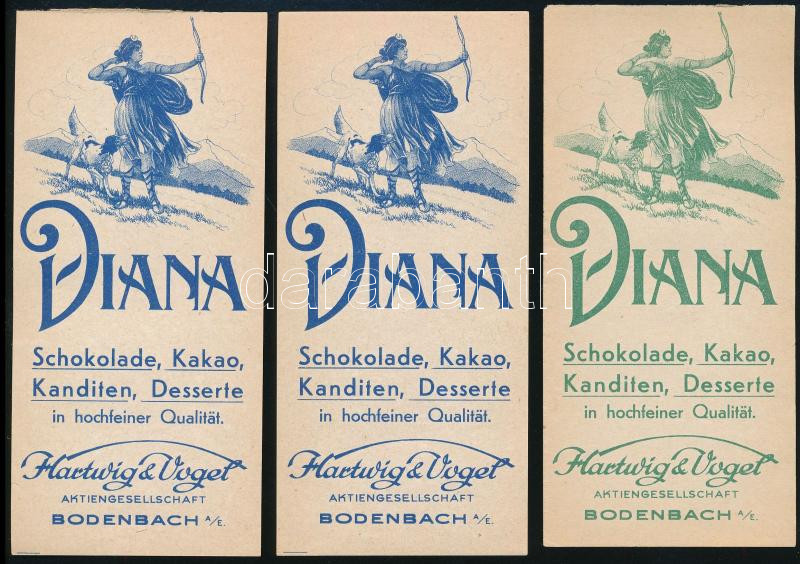 DIANA
Schokolade, Kakao,
Kanditen, Desserte
in hochfeiner Qualität.
Hartwig & Vogel
AKTIENGESELLSCHAFT
BODENBACH A/E.
DIANA
Schokolade, Kakao,
Kanditen, Desserte
in hochfeiner Qualität.
Hartwig & Vogel
AKTIENGESELLSCHAFT
BODENBACH A/E.
DIANA
Schokolade, Kakao,
Kanditen, Desserte
in hochfeiner Qualität.
Hartwig & Vogel
AKTIENGESELLSCHAFT
BODENBACH A/E.
darabanth